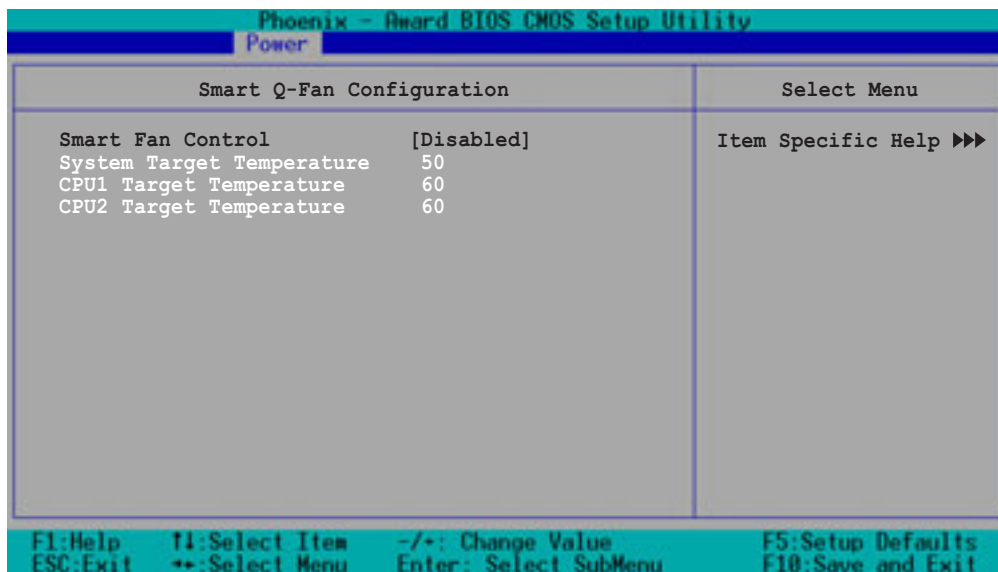 Phoenix - Award BIOS CMOS Setup Utility
Power
Smart Q-Fan Configuration
Select Menu
Smart Fan Control [Disabled]
System Target Temperature 50
CPU1 Target Temperature 60
CPU2 Target Temperature 60
Item Specific Help ▶▶▶
F1:Help ↑↓:Select Item -/+: Change Value F5:Setup Defaults
ESC:Exit ←→:Select Menu Enter: Select SubMenu F10:Save and Exit